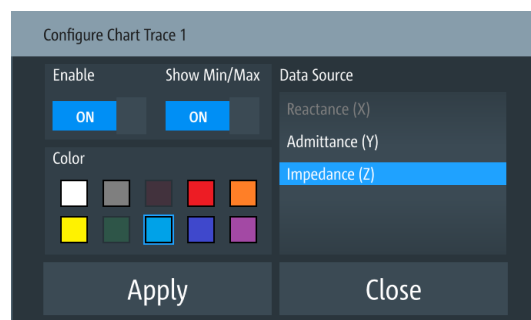 Configure Chart Trace 1
Enable
Show Min/Max
ON
ON
Color
Data Source
Reactance (X)
Admittance (Y)
Impedance (Z)
Apply
Close